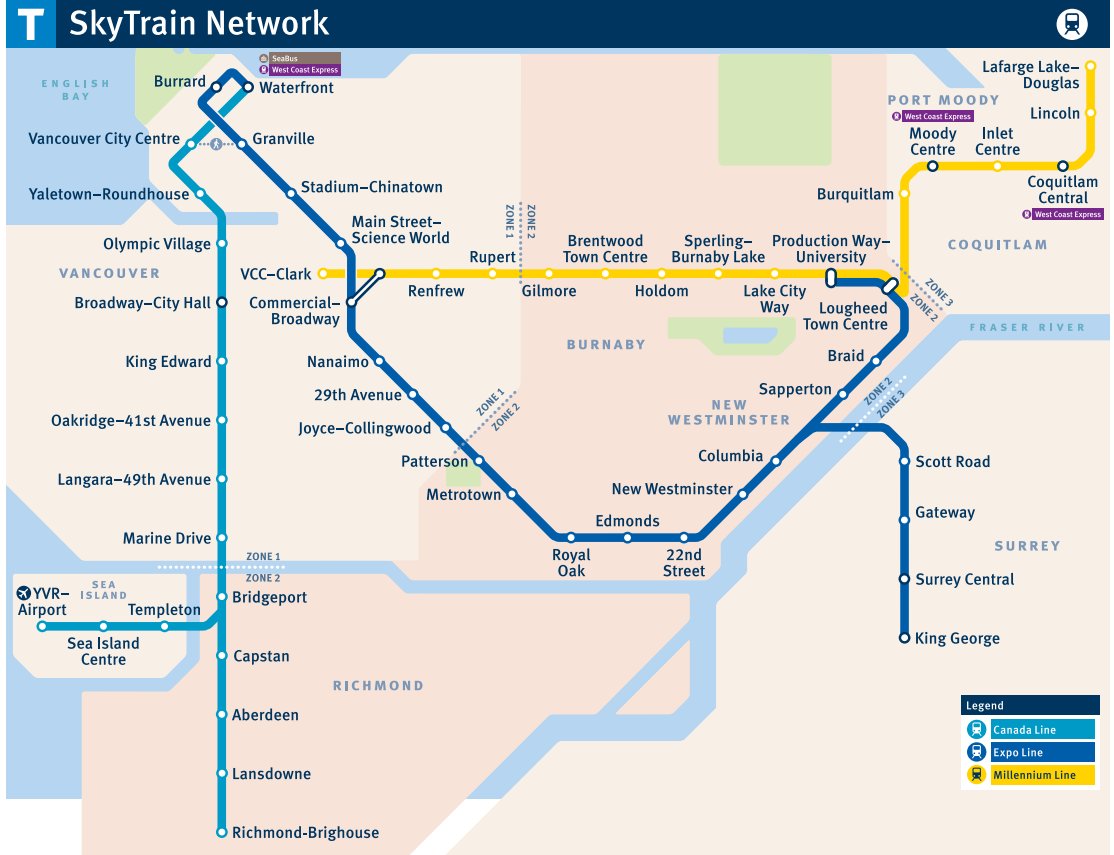 T SkyTrain Network
SeaBus
West Coast Express
ENGLISH
BAY
Burrard
Waterfront
Vancouver City Centre
Granville
Yaletown–Roundhouse
Stadium–Chinatown
Main Street–
Science World
Olympic Village
VANCOUVER
VCC–Clark
Broadway–City Hall
Commercial–
Broadway
King Edward
Nanaimo
29th Avenue
Oakridge–41st Avenue
Joyce–Collingwood
Langara–49th Avenue
Patterson
Metrotown
Marine Drive
ZONE 1
ZONE 2
Renfrew
Rupert
ZONE 1
ZONE 2
Gilmore
Brentwood
Town Centre
Holdom
Sperling–
Burnaby Lake
Lake City
Way
Production Way–
University
Lougheed
Town Centre
ZONE 3
ZONE 2
BURNABY
ZONE 1
ZONE 2
Lafarge Lake–
Douglas
Lincoln
PORT MOODY
West Coast Express
Moody
Centre
Inlet
Centre
Coquitlam
Central
West Coast Express
Burquitlam
COQUITLAM
FRASER RIVER
Braid
Sapperton
ZONE 2
ZONE 3
NEW
WESTMINSTER
Columbia
New Westminster
Edmonds
Royal
Oak
22nd
Street
Scott Road
Gateway
SURREY
Surrey Central
King George
SEA
ISLAND
YVR–
Airport
Templeton
Sea Island
Centre
Bridgeport
Capstan
RICHMOND
Aberdeen
Lansdowne
Richmond-Brighouse
Legend
Canada Line
Expo Line
Millennium Line